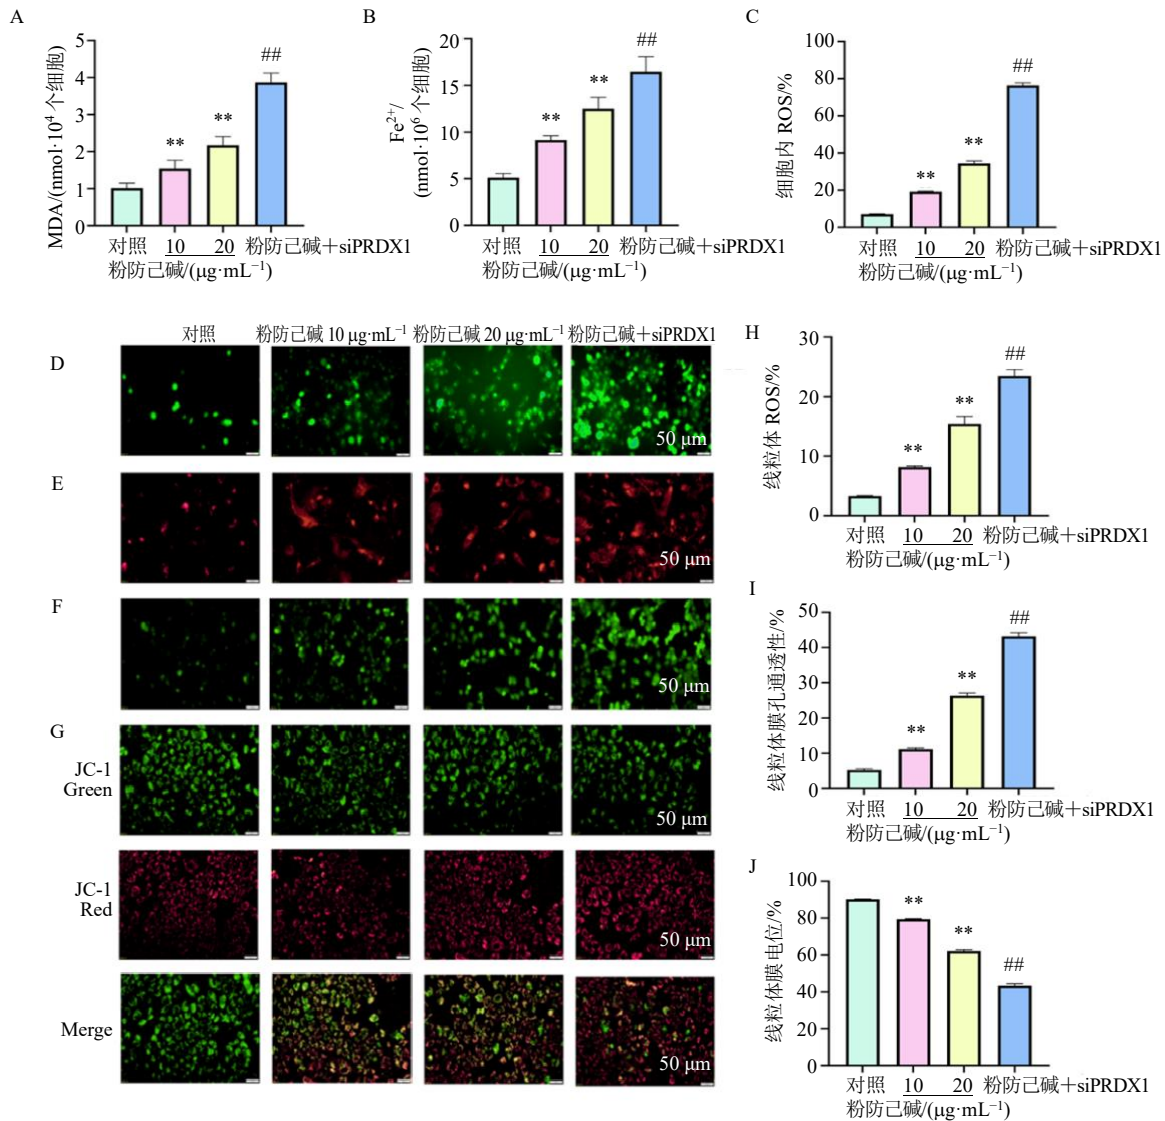 A
MDA/(nmol·10⁴ 个细胞)
5
4
3
2
1
0
**
**
##
对照 10 20 粉防己碱＋siPRDX1
粉防己碱/(μg·mL⁻¹)
B
Fe²⁺/
(nmol·10⁶ 个细胞)
20
15
10
5
0
**
**
##
对照 10 20 粉防己碱＋siPRDX1
粉防己碱/(μg·mL⁻¹)
C
细胞内 ROS/%
100
80
60
40
20
0
**
**
##
对照 10 20 粉防己碱＋siPRDX1
粉防己碱/(μg·mL⁻¹)
对照 粉防己碱 10 μg·mL⁻¹ 粉防己碱 20 μg·mL⁻¹ 粉防己碱＋siPRDX1
D
50 μm
E
50 μm
F
50 μm
G
JC-1
Green
50 μm
JC-1
Red
50 μm
Merge
50 μm
H
线粒体 ROS/%
30
20
10
0
**
**
##
对照 10 20 粉防己碱＋siPRDX1
粉防己碱/(μg·mL⁻¹)
I
线粒体膜孔通透性/%
50
40
30
20
10
0
**
**
##
对照 10 20 粉防己碱＋siPRDX1
粉防己碱/(μg·mL⁻¹)
J
线粒体膜电位/%
100
80
60
40
20
0
**
**
##
对照 10 20 粉防己碱＋siPRDX1
粉防己碱/(μg·mL⁻¹)